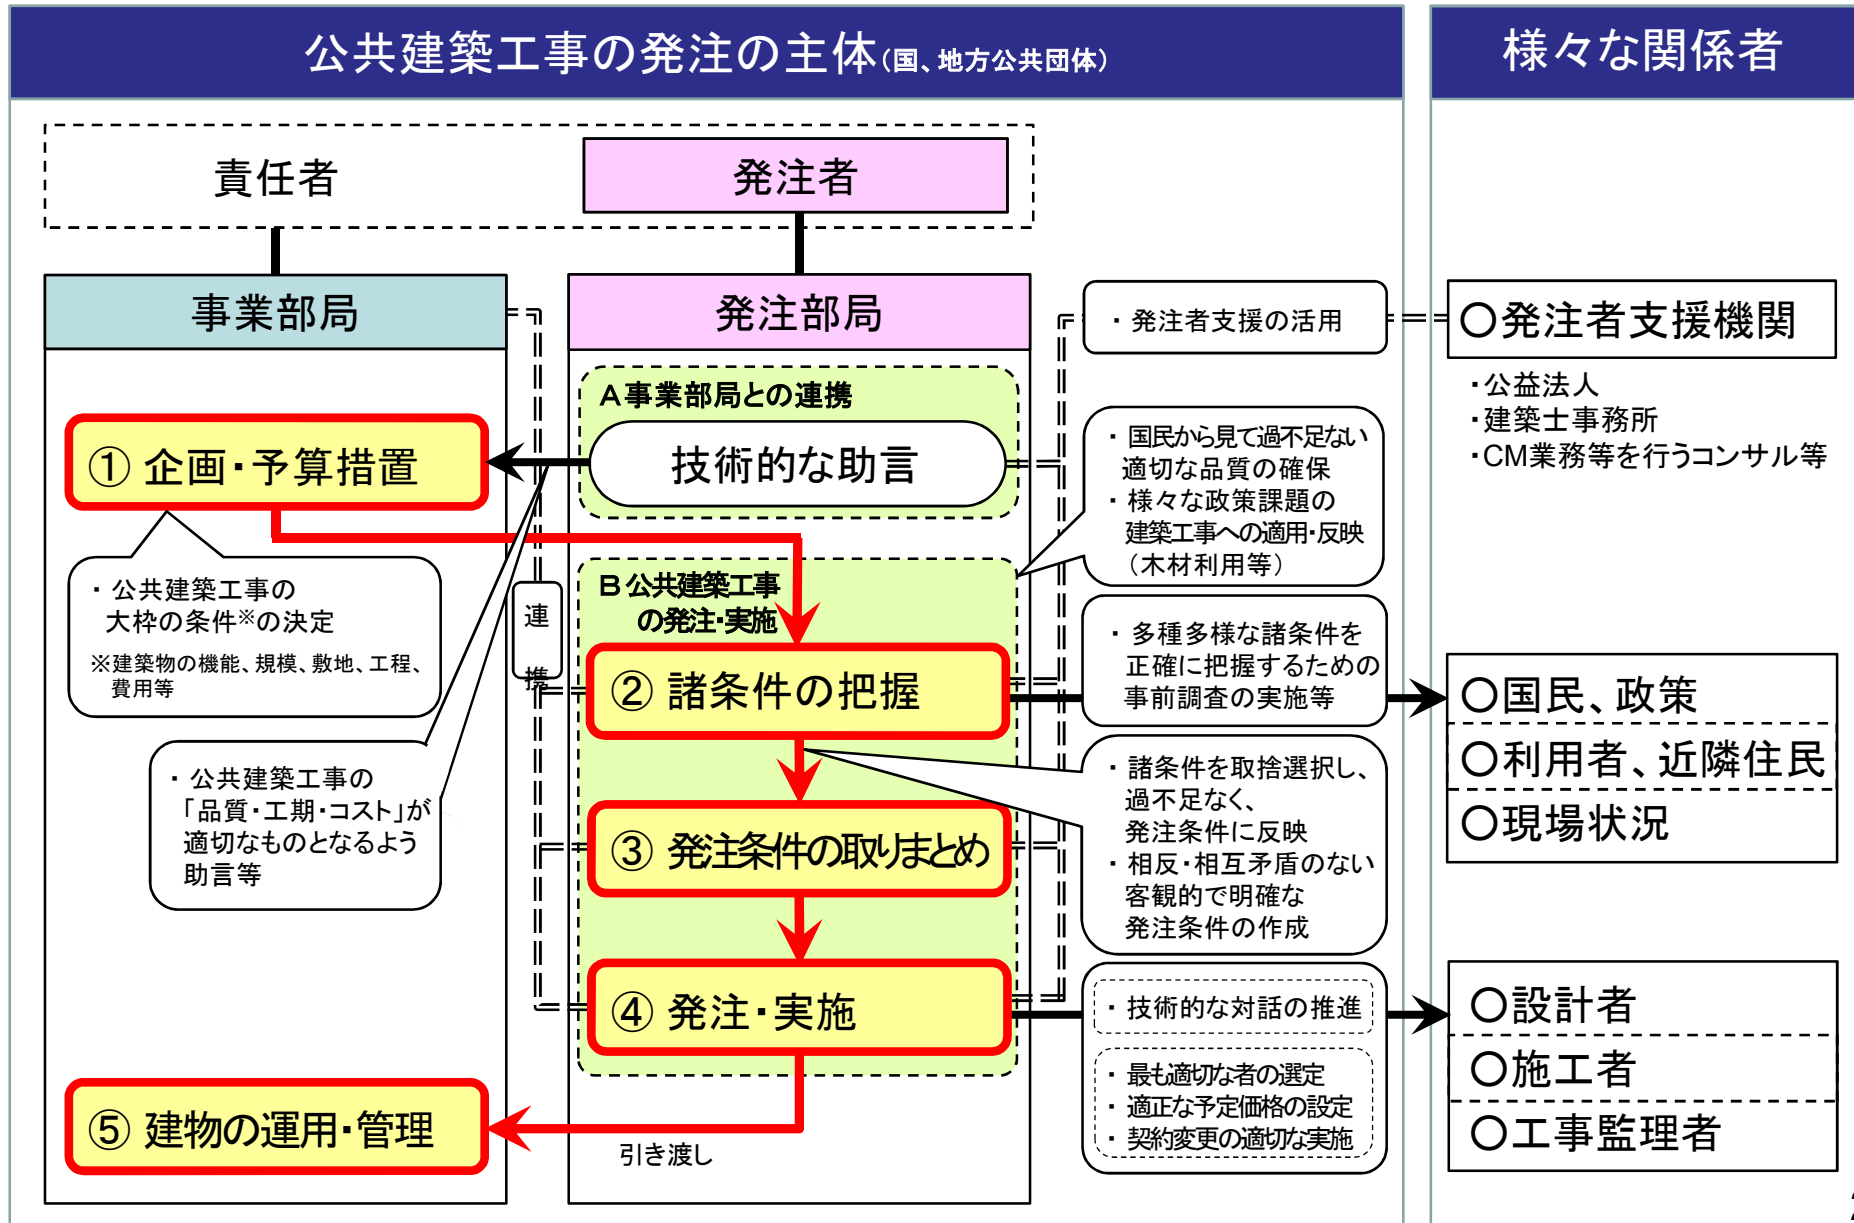 公共建築工事の発注の主体（国、地方公共団体）
様々な関係者
責任者
発注者
事業部局
発注部局
・発注者支援の活用
○発注者支援機関
・公益法人
・建築士事務所
・CM業務等を行うコンサル等
A事業部局との連携
技術的な助言
① 企画・予算措置
・国民から見て過不足ない
適切な品質の確保
・様々な政策課題の
建築工事への適用・反映
（木材利用等）
・公共建築工事の
大枠の条件※の決定
※建築物の機能、規模、敷地、工程、
費用等
連
携
B公共建築工事
の発注・実施
② 諸条件の把握
・多種多様な諸条件を
正確に把握するための
事前調査の実施等
○国民、政策
○利用者、近隣住民
○現場状況
・公共建築工事の
「品質・工期・コスト」が
適切なものとなるよう
助言等
・諸条件を取捨選択し、
過不足なく、
発注条件に反映
・相反・相互矛盾のない
客観的で明確な
発注条件の作成
③ 発注条件の取りまとめ
④ 発注・実施
・技術的な対話の推進
・最も適切な者の選定
・適正な予定価格の設定
・契約変更の適切な実施
○設計者
○施工者
○工事監理者
⑤ 建物の運用・管理
引き渡し